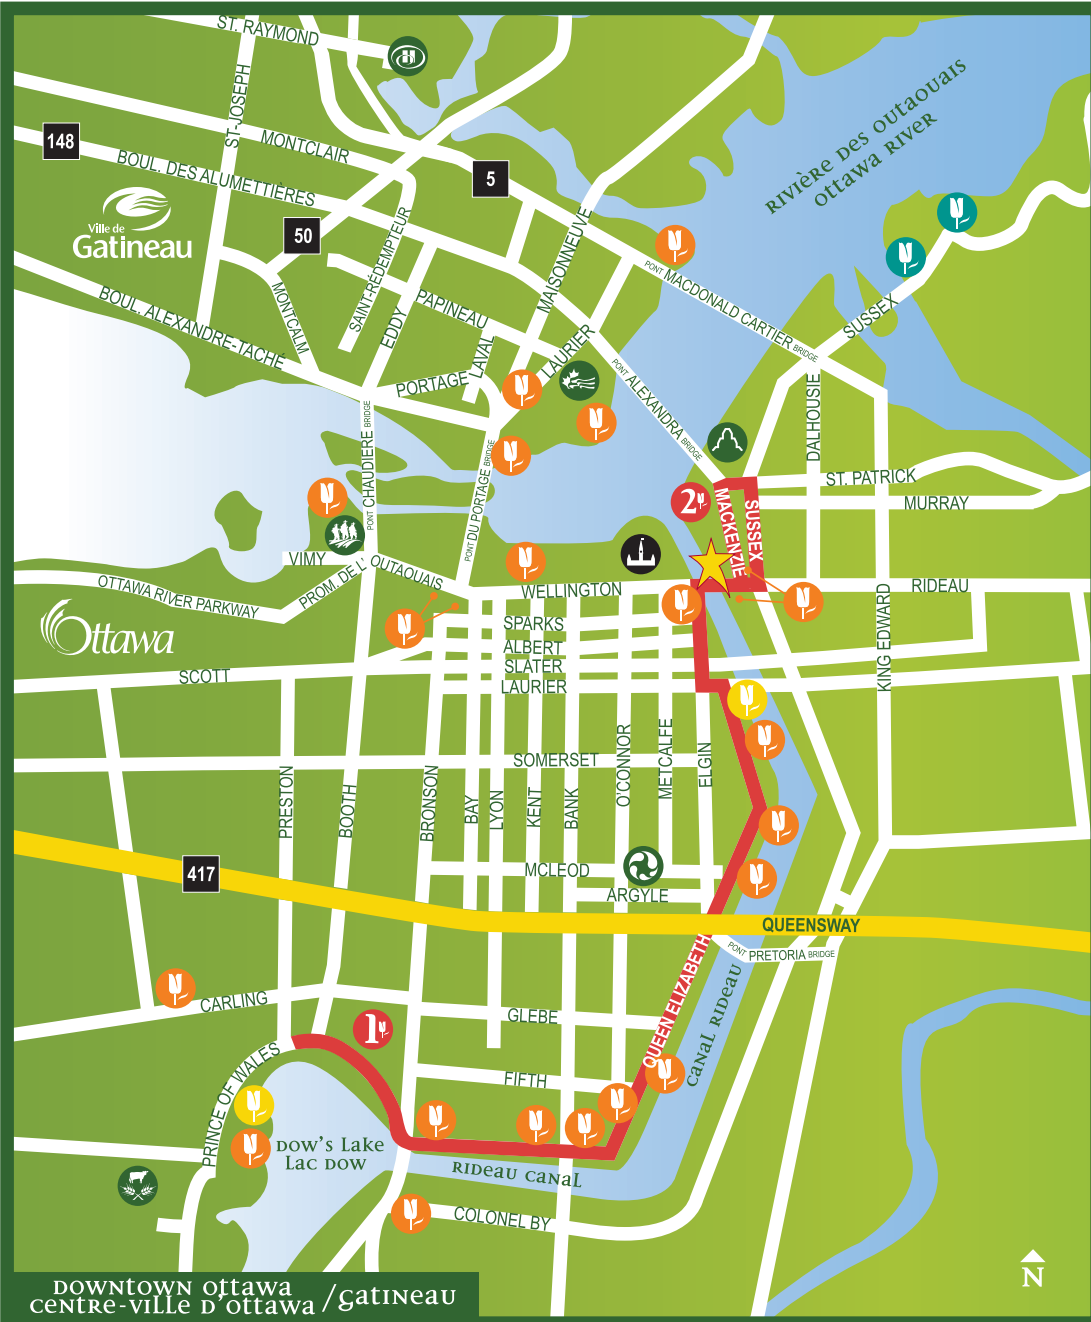 ST. RAYMOND
ST-JOSEPH
148
MONTCLAIR
BOUL. DES ALUMETTIÈRES
5
RIVIÈRE DES OUTAOUAIS
OTTAWA RIVER
Ville de
Gatineau
50
SAINT-RÉDEMPTEUR
MAISONNEUVE
PONT MACDONALD CARTIER BRIDGE
SUSSEX
BOUL. ALEXANDRE-TACHÉ
MONTCALM
EDDY
PAPINEAU
LAVAL
LAURIER
PORTAGE
PONT ALEXANDRA BRIDGE
DALHOUSIE
PONT CHAUDIÈRE BRIDGE
PONT DU PORTAGE BRIDGE
ST. PATRICK
MURRAY
2
MACKENZIE
SUSSEX
VIMY
PROM. DE L'OUTAOUAIS
OTTAWA RIVER PARKWAY
WELLINGTON
RIDEAU
Ottawa
SPARKS
ALBERT
SLATER
LAURIER
SCOTT
KING EDWARD
SOMERSET
PRESTON
BOOTH
BRONSON
BAY
LYON
KENT
BANK
O'CONNOR
METCALFE
ELGIN
417
MCLEOD
ARGYLE
QUEENSWAY
PONT PRETORIA BRIDGE
QUEEN ELIZABETH
CANAL RIDEAU
CARLING
GLEBE
1
FIFTH
PRINCE OF WALES
DOW'S LAKE
LAC DOW
RIDEAU CANAL
COLONEL BY
N
DOWNTOWN OTTAWA
CENTRE-VILLE D'OTTAWA / GATINEAU